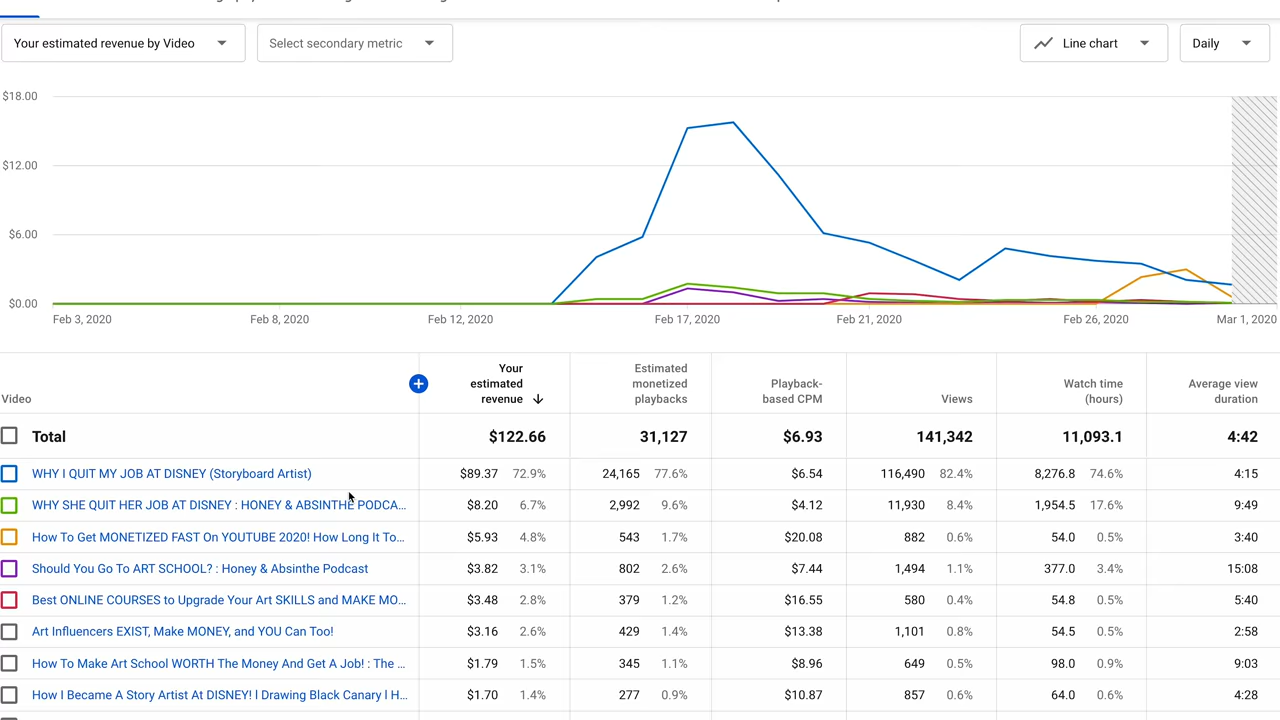 Your estimated revenue by Video
Select secondary metric
Line chart
Daily
$18.00
$12.00
$6.00
$0.00
Feb 3, 2020 Feb 8, 2020 Feb 12, 2020 Feb 17, 2020 Feb 21, 2020 Feb 26, 2020 Mar 1, 2020
Video
Your estimated revenue
Estimated monetized playbacks
Playback-based CPM
Views
Watch time (hours)
Average view duration
Total $122.66 31,127 $6.93 141,342 11,093.1 4:42
WHY I QUIT MY JOB AT DISNEY (Storyboard Artist) $89.37 72.9% 24,165 77.6% $6.54 116,490 82.4% 8,276.8 74.6% 4:15
WHY SHE QUIT HER JOB AT DISNEY : HONEY & ABSINTHE PODCA... $8.20 6.7% 2,992 9.6% $4.12 11,930 8.4% 1,954.5 17.6% 9:49
How To Get MONETIZED FAST On YOUTUBE 2020! How Long It To... $5.93 4.8% 543 1.7% $20.08 882 0.6% 54.0 0.5% 3:40
Should You Go To ART SCHOOL? : Honey & Absinthe Podcast $3.82 3.1% 802 2.6% $7.44 1,494 1.1% 377.0 3.4% 15:08
Best ONLINE COURSES to Upgrade Your Art SKILLS and MAKE MO... $3.48 2.8% 379 1.2% $16.55 580 0.4% 54.8 0.5% 5:40
Art Influencers EXIST, Make MONEY, and YOU Can Too! $3.16 2.6% 429 1.4% $13.38 1,101 0.8% 54.5 0.5% 2:58
How To Make Art School WORTH The Money And Get A Job! : The ... $1.79 1.5% 345 1.1% $8.96 649 0.5% 98.0 0.9% 9:03
How I Became A Story Artist At DISNEY! l Drawing Black Canary l H... $1.70 1.4% 277 0.9% $10.87 857 0.6% 64.0 0.6% 4:28